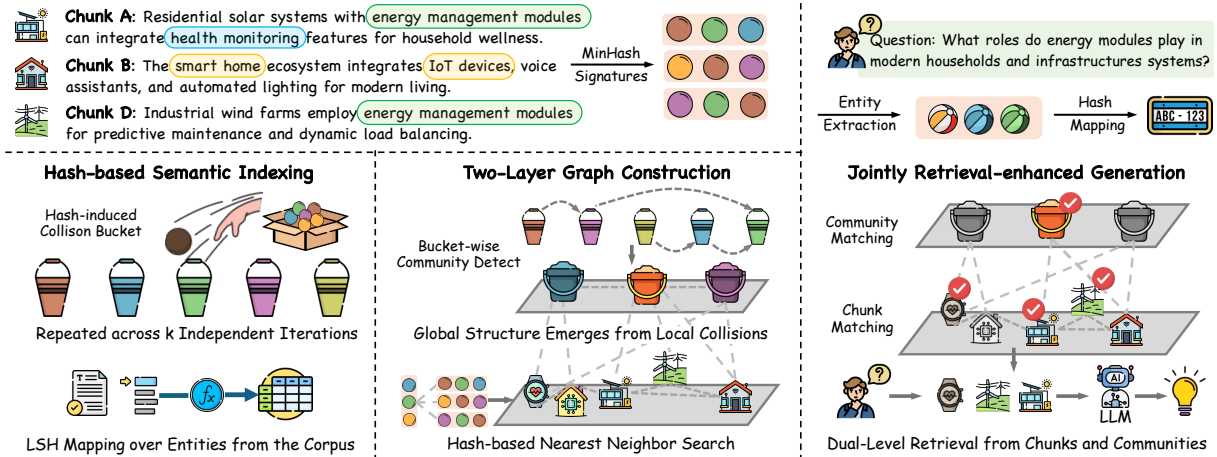 Chunk A: Residential solar systems with energy management modules
can integrate health monitoring features for household wellness.
Chunk B: The smart home ecosystem integrates IoT devices, voice
assistants, and automated lighting for modern living.
Chunk D: Industrial wind farms employ energy management modules
for predictive maintenance and dynamic load balancing.
MinHash
Signatures
Question: What roles do energy modules play in
modern households and infrastructures systems?
Entity
Extraction
Hash
Mapping
ABC - 123
Hash-based Semantic Indexing
Hash-induced
Collison Bucket
Repeated across k Independent Iterations
fx
LSH Mapping over Entities from the Corpus
Two-Layer Graph Construction
Bucket-wise
Community Detect
Global Structure Emerges from Local Collisions
Hash-based Nearest Neighbor Search
Jointly Retrieval-enhanced Generation
Community
Matching
Chunk
Matching
?
?
AI
LLM
Dual-Level Retrieval from Chunks and Communities